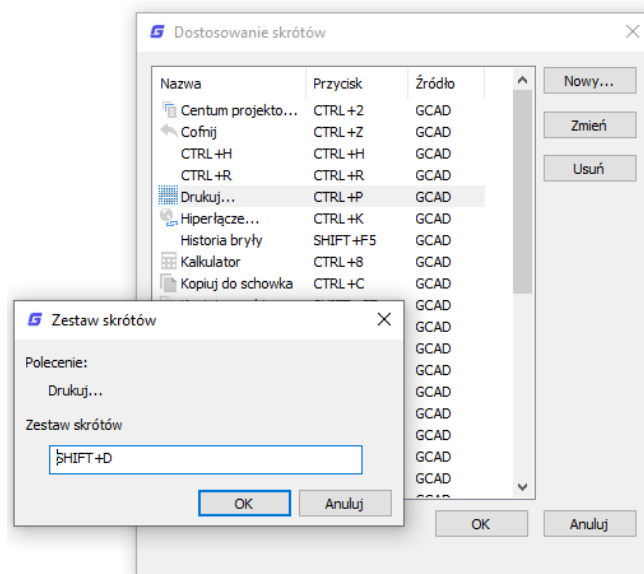 Dostosowanie skrótów
Nazwa Przycisk Źródło
Centum projekto... CTRL+2 GCAD
Cofnij CTRL+Z GCAD
CTRL+H CTRL+H GCAD
CTRL+R CTRL+R GCAD
Drukuj... CTRL+P GCAD
Hiperłącze... CTRL+K GCAD
Historia bryły SHIFT+F5 GCAD
Kalkulator CTRL+8 GCAD
Kopiuj do schowka CTRL+C GCAD
GCAD
GCAD
GCAD
GCAD
GCAD
GCAD
GCAD
GCAD
GCAD
Nowy...
Zmień
Usuń
OK Anuluj
Zestaw skrótów
Polecenie:
Drukuj...
Zestaw skrótów
SHIFT+D
OK Anuluj